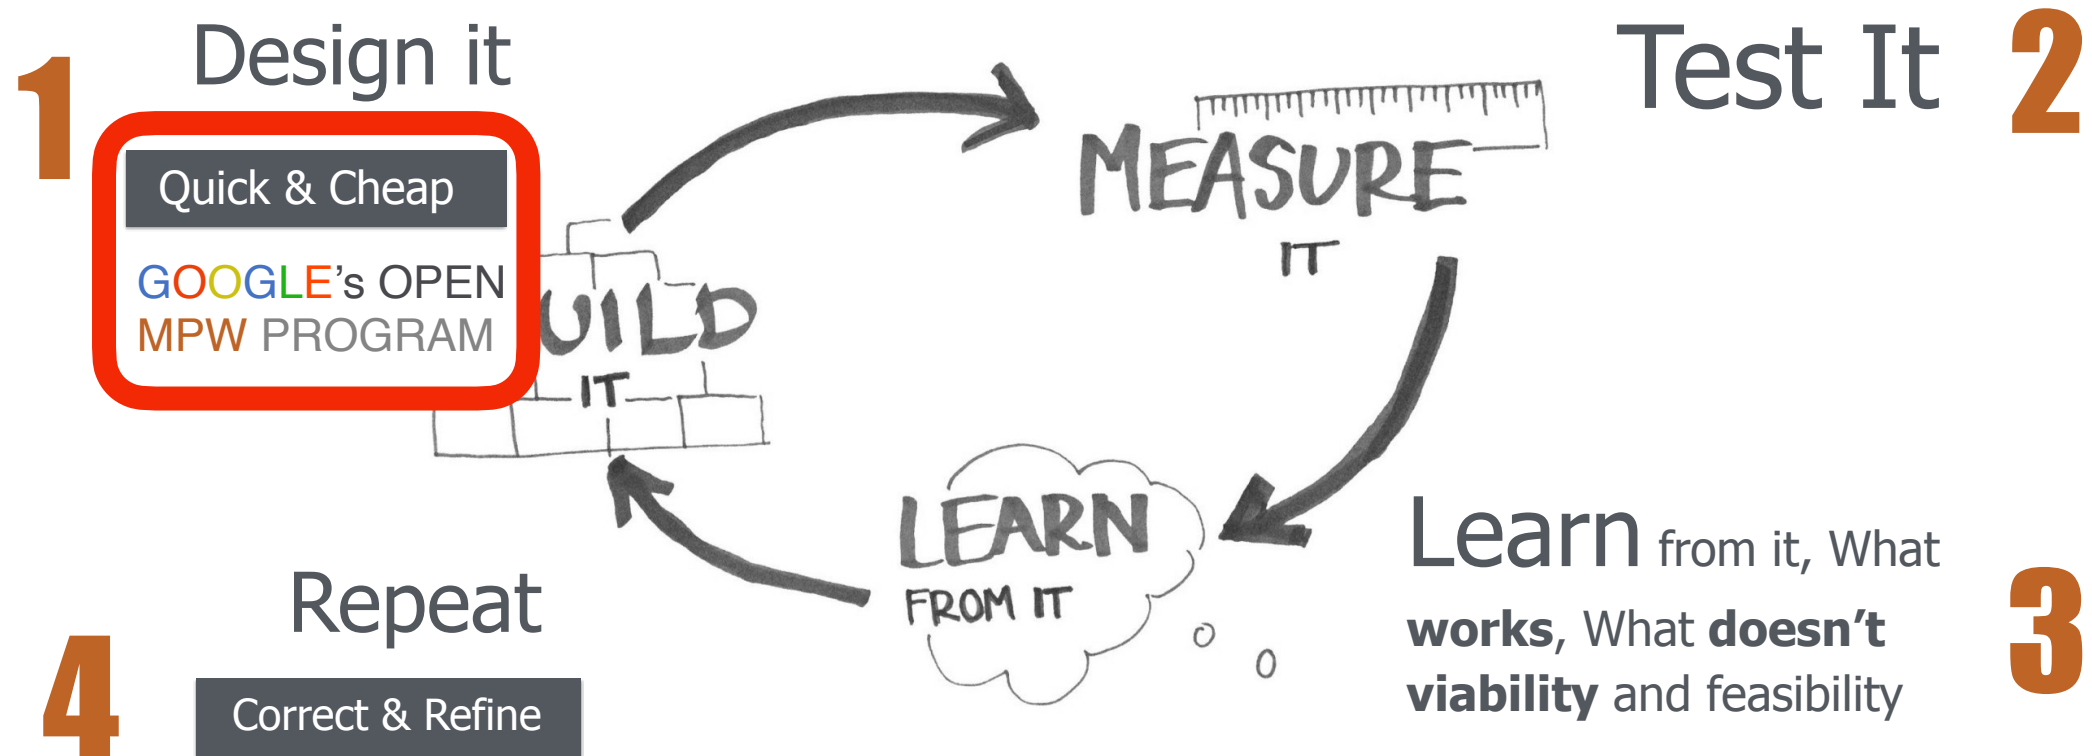 1
Design it
Quick & Cheap
GOOGLE's OPEN
MPW PROGRAM
UILD
IT
MEASURE
IT
Test It
2
LEARN
FROM IT
Learn from it, What
works, What doesn't
viability and feasibility
3
Repeat
4
Correct & Refine